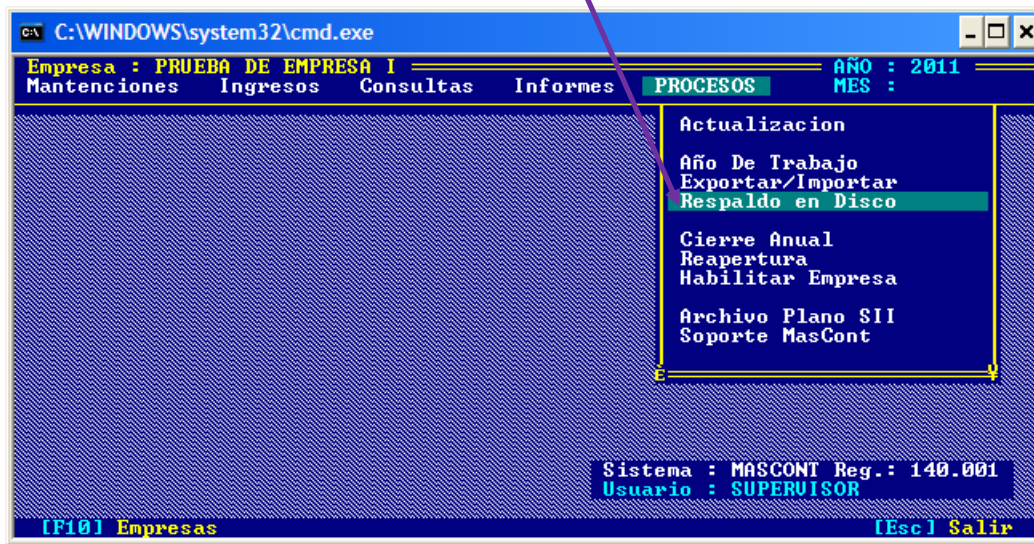 C:\WINDOWS\system32\cmd.exe
Empresa : PRUEBA DE EMPRESA I AÑO : 2011
Mantenciones Ingresos Consultas Informes PROCESOS MES :
Actualizacion
Año De Trabajo
Exportar/Importar
Respaldo en Disco
Cierre Anual
Reapertura
Habilitar Empresa
Archivo Plano SII
Soporte MasCont
Sistema : MASCONT Reg.: 140.001
Usuario : SUPERVISOR
[F10] Empresas [Esc] Salir